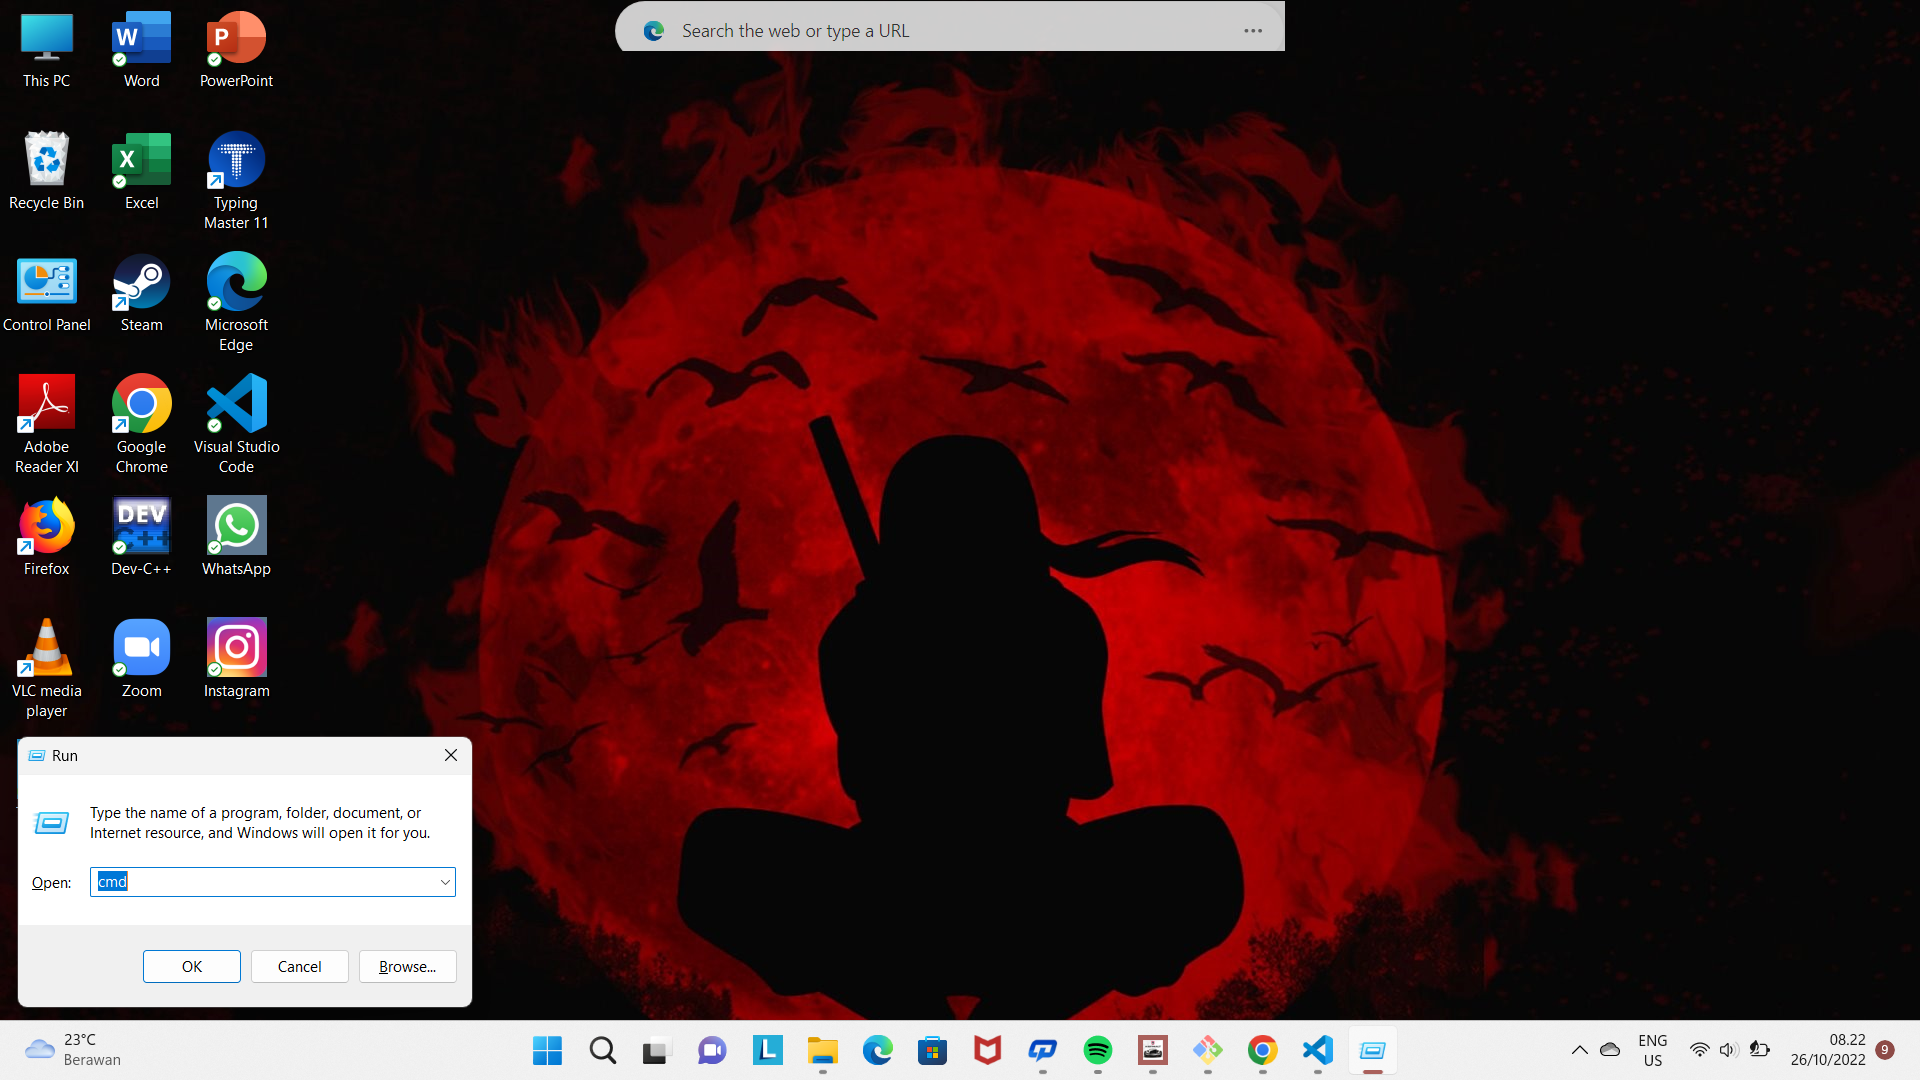 Search the web or type a URL
This PC
Word
PowerPoint
Recycle Bin
Excel
Typing
Master 11
Control Panel
Steam
Microsoft
Edge
Adobe
Reader XI
Google
Chrome
Visual Studio
Code
Firefox
DEV
C++
Dev-C++
WhatsApp
VLC media
player
Zoom
Instagram
Run
Type the name of a program, folder, document, or
Internet resource, and Windows will open it for you.
Open:
cmd
OK
Cancel
Browse...
23°C
Berawan
ENG
US
08.22
26/10/2022
9